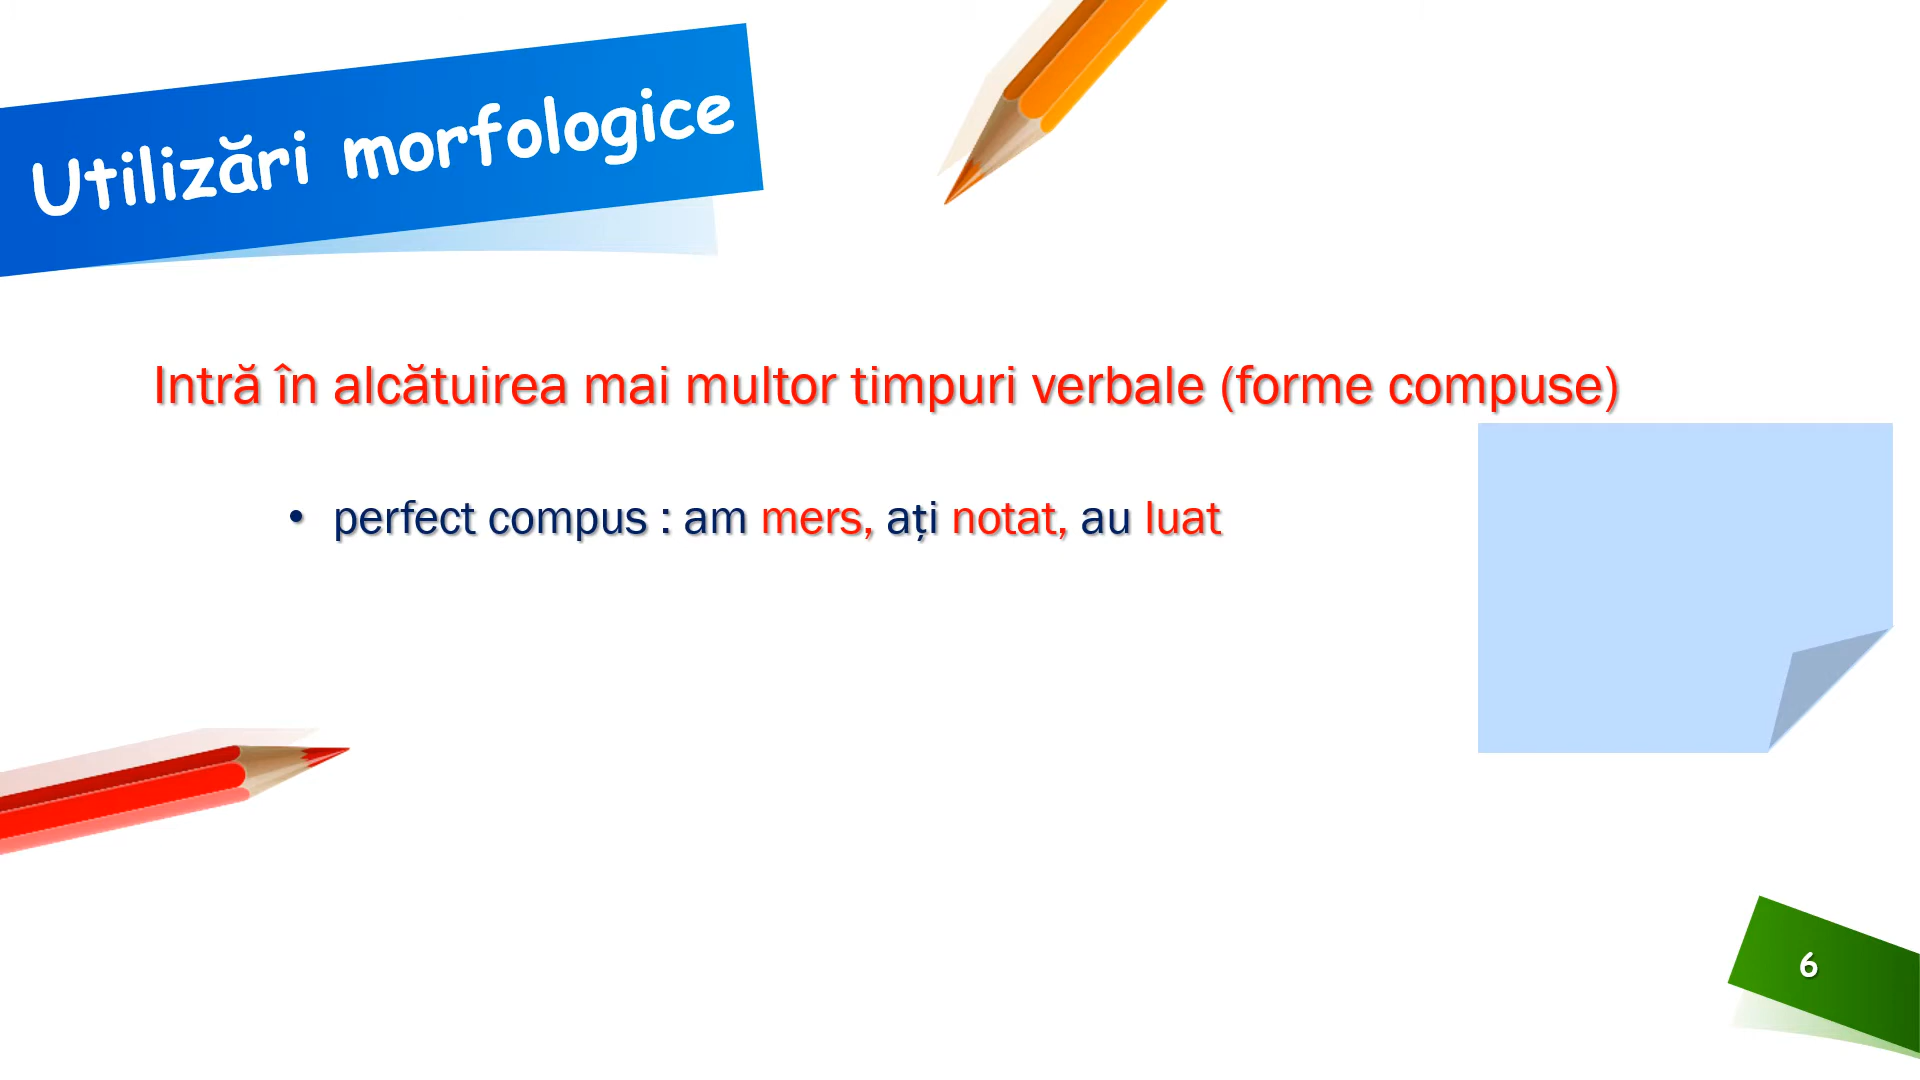 Utilizări morfologice
Intră în alcătuirea mai multor timpuri verbale (forme compuse)
• perfect compus : am mers, ați notat, au luat
6